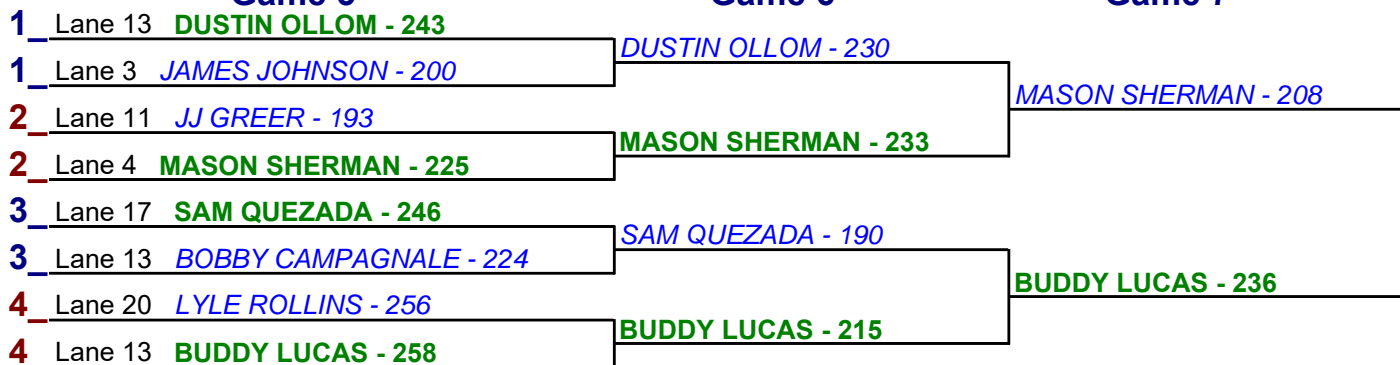 1_ Lane 13 DUSTIN OLLOM - 243
DUSTIN OLLOM - 230
1_ Lane 3 JAMES JOHNSON - 200
MASON SHERMAN - 208
2_ Lane 11 JJ GREER - 193
MASON SHERMAN - 233
2_ Lane 4 MASON SHERMAN - 225
3_ Lane 17 SAM QUEZADA - 246
SAM QUEZADA - 190
3_ Lane 13 BOBBY CAMPAGNALE - 224
BUDDY LUCAS - 236
4_ Lane 20 LYLE ROLLINS - 256
BUDDY LUCAS - 215
4 Lane 13 BUDDY LUCAS - 258